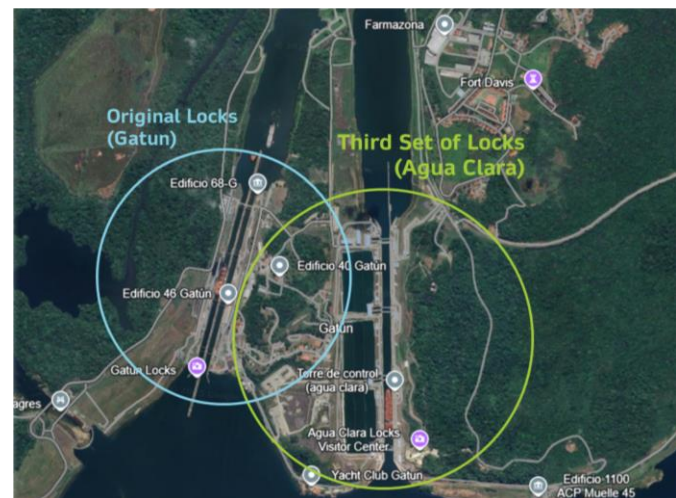 Farmazona
Fort Davis
Original Locks
(Gatun)
Third Set of Locks
(Agua Clara)
Edificio 68-G
Edificio 40 Gatún
Edificio 46 Gatún
Gatun
Gatun Locks
Torre de control
(agua clara)
agres
Agua Clara Locks
Visitor Center
Yacht Club Gatun
Edificio 1100
ACP Muelle 45